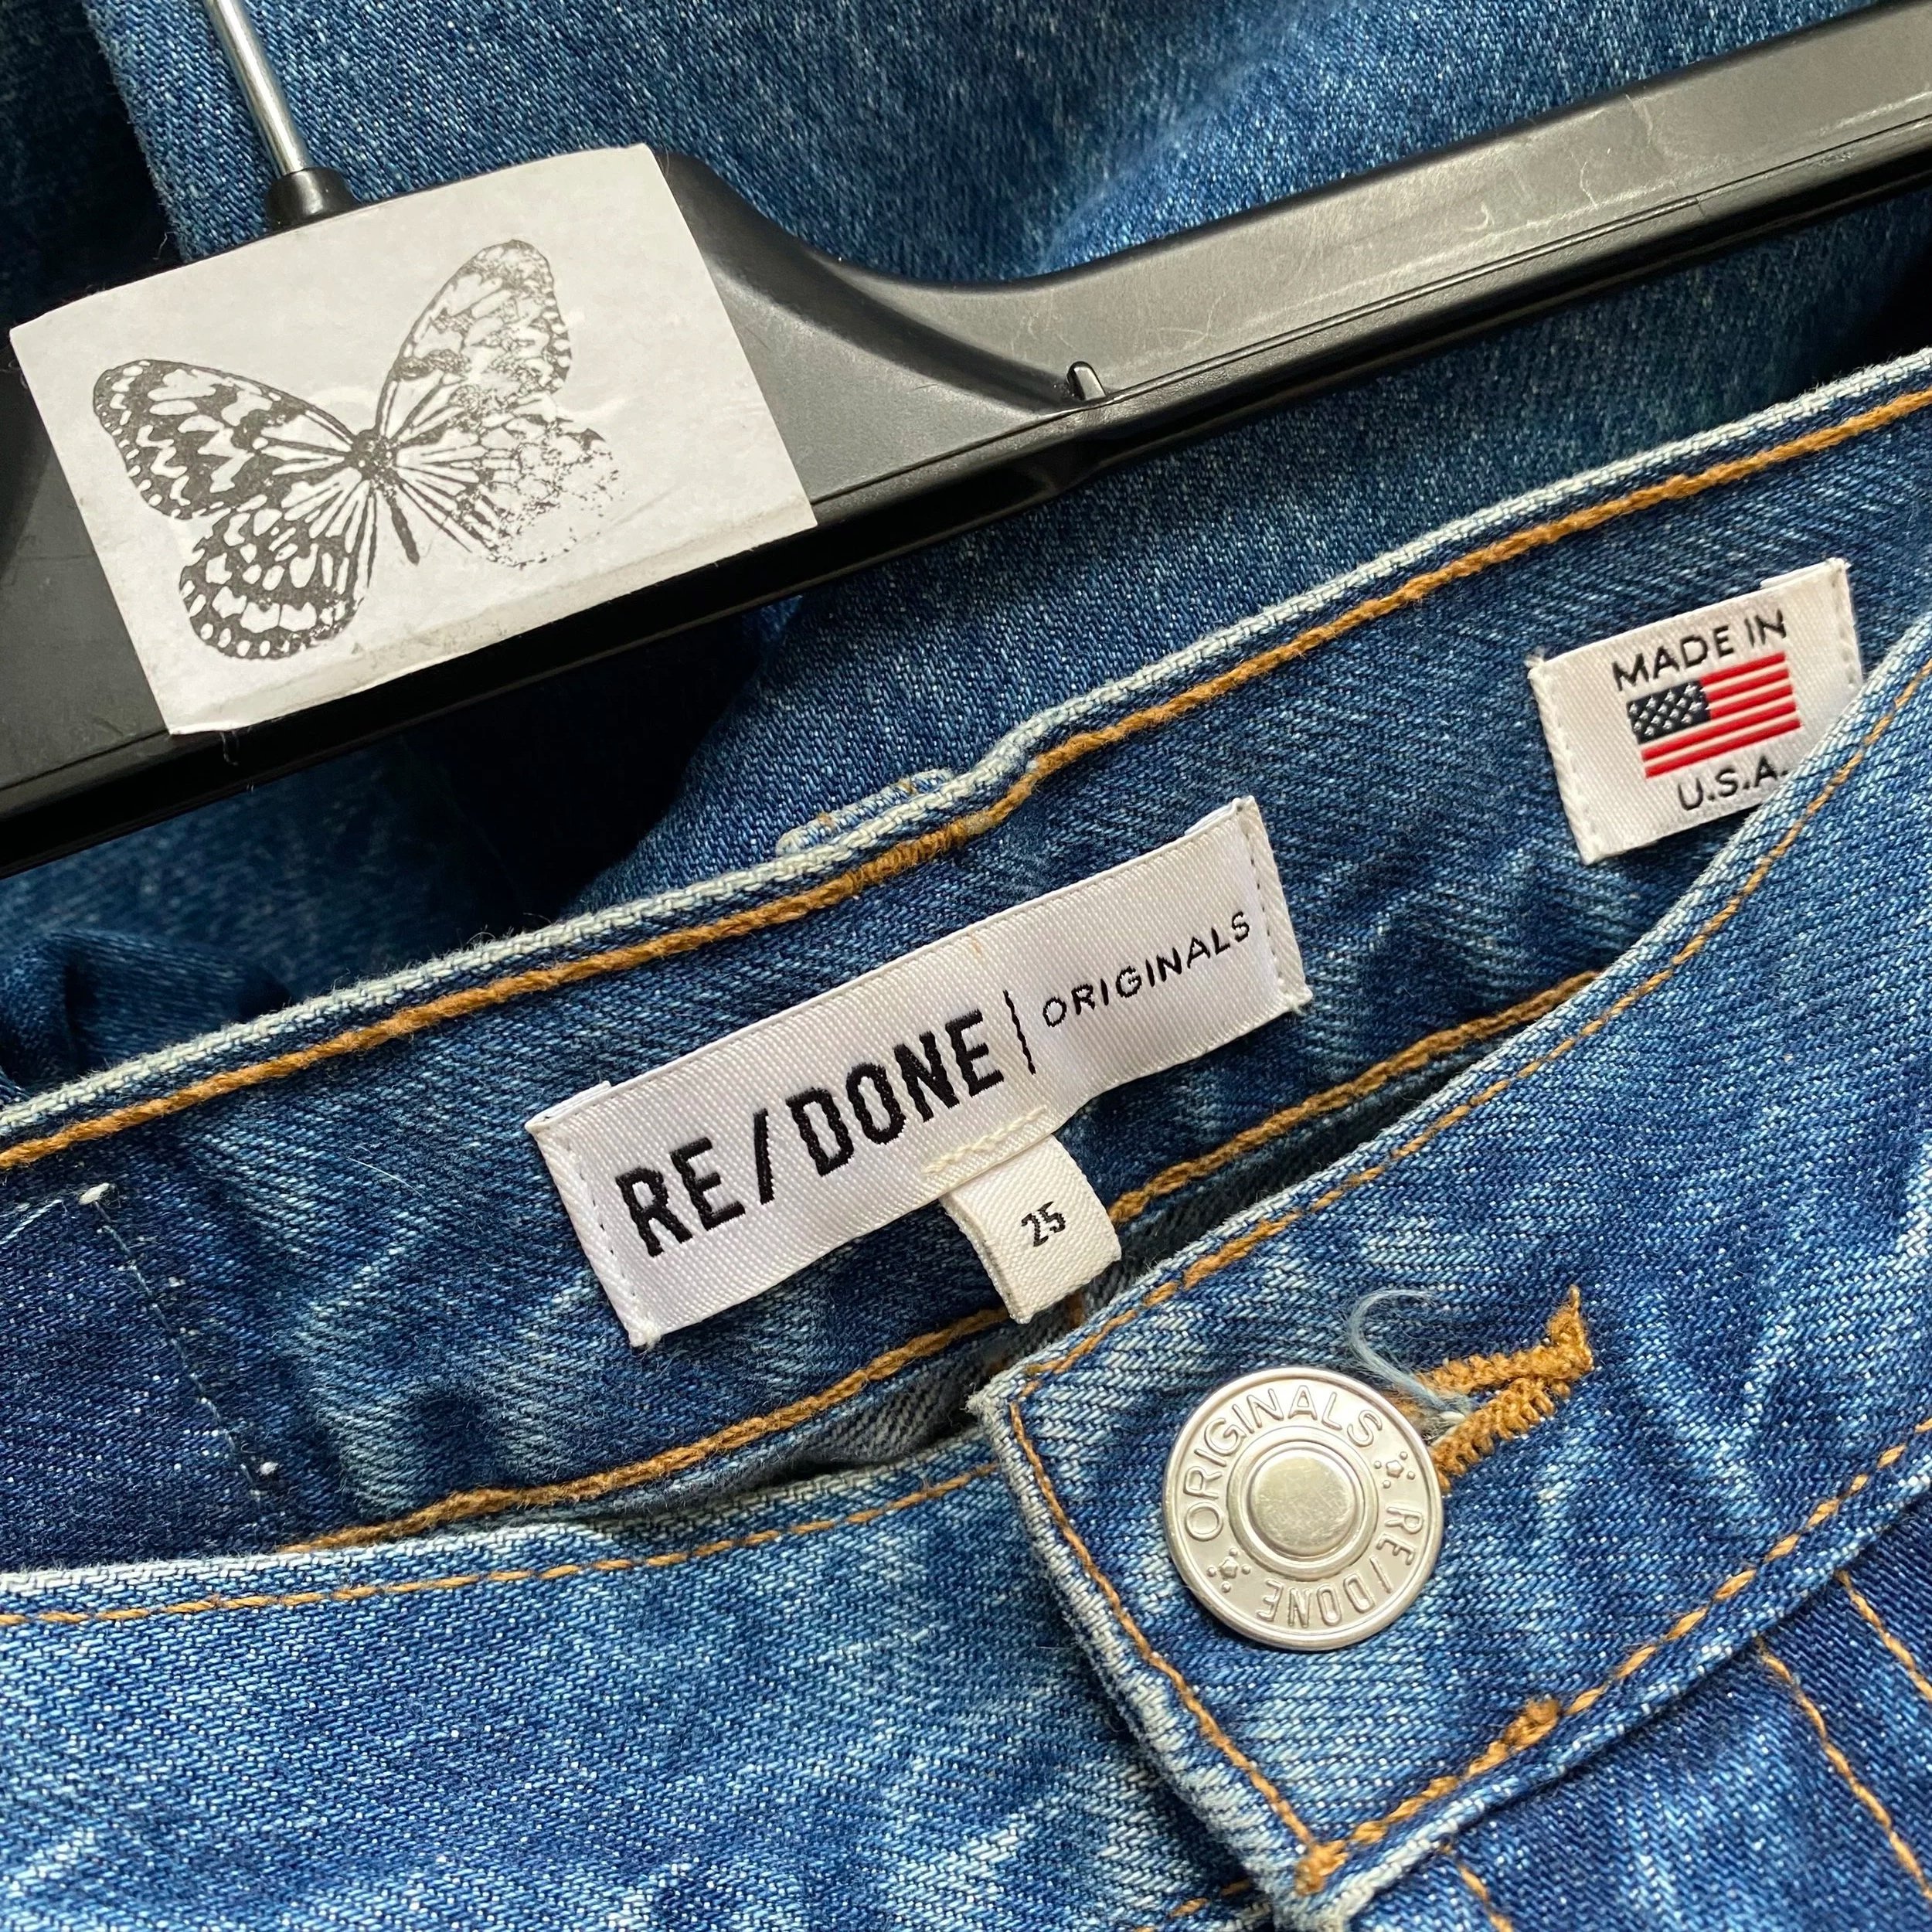 MADE IN
U.S.A.
RE/DONE | ORIGINALS
25
ORIGINALS
RE/DONE